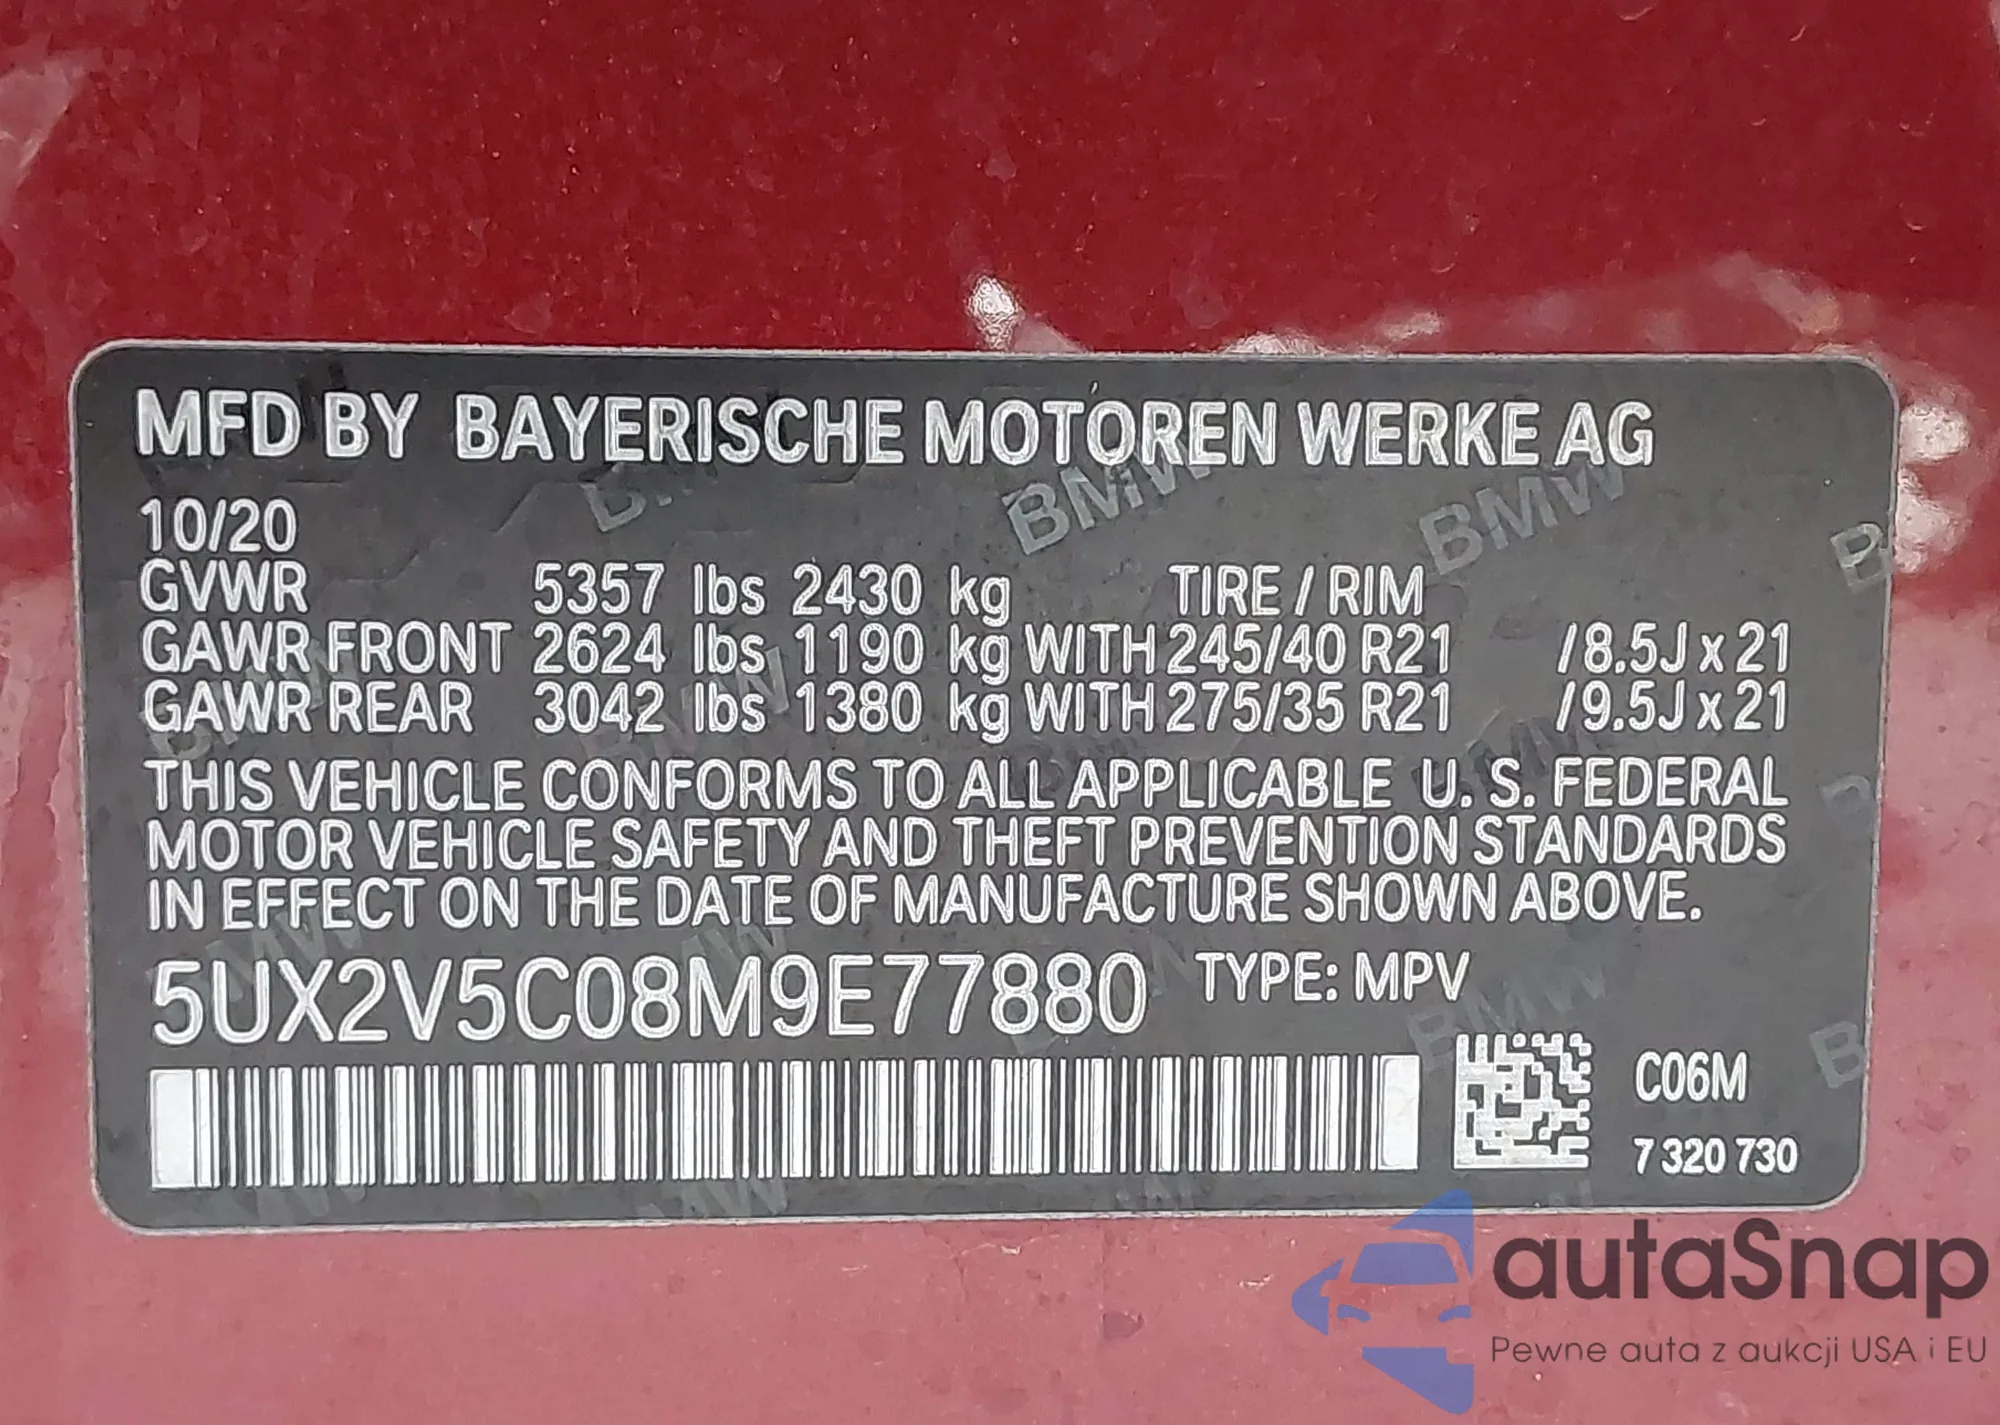 MFD BY BAYERISCHE MOTOREN WERKE AG
10/20
GVWR 5357 lbs 2430 kg TIRE / RIM
GAWR FRONT 2624 lbs 1190 kg WITH 245/40 R21 /8.5J x 21
GAWR REAR 3042 lbs 1380 kg WITH 275/35 R21 /9.5J x 21
THIS VEHICLE CONFORMS TO ALL APPLICABLE U. S. FEDERAL
MOTOR VEHICLE SAFETY AND THEFT PREVENTION STANDARDS
IN EFFECT ON THE DATE OF MANUFACTURE SHOWN ABOVE.
5UX2V5C08M9E77880 TYPE: MPV
C06M
7 320 730
autaSnap
Pewne auta z aukcji USA i EU